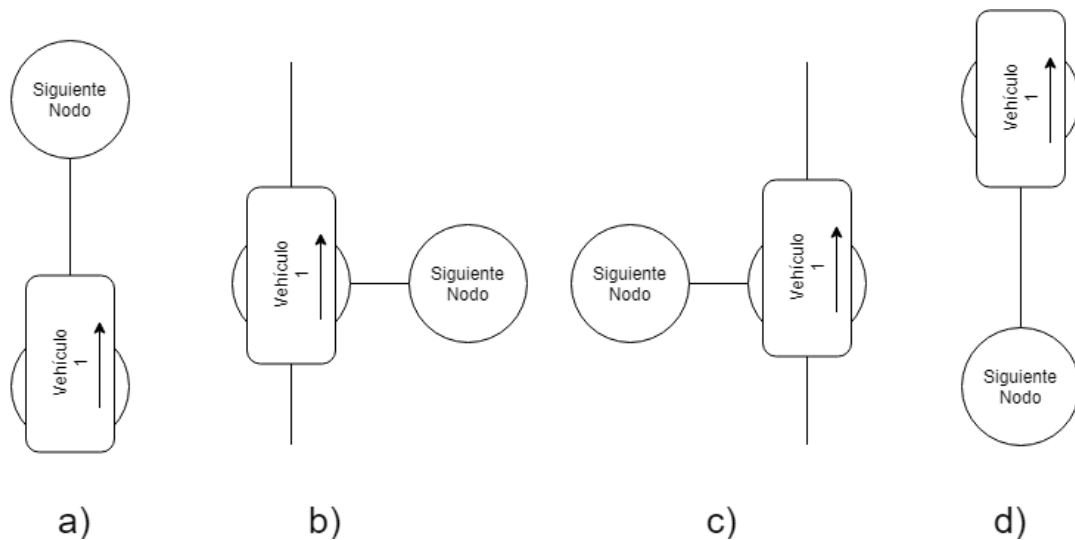 Siguiente
Nodo
Vehículo
1
a)
Vehículo
1
Siguiente
Nodo
b)
Siguiente
Nodo
Vehículo
1
c)
Vehículo
1
Siguiente
Nodo
d)